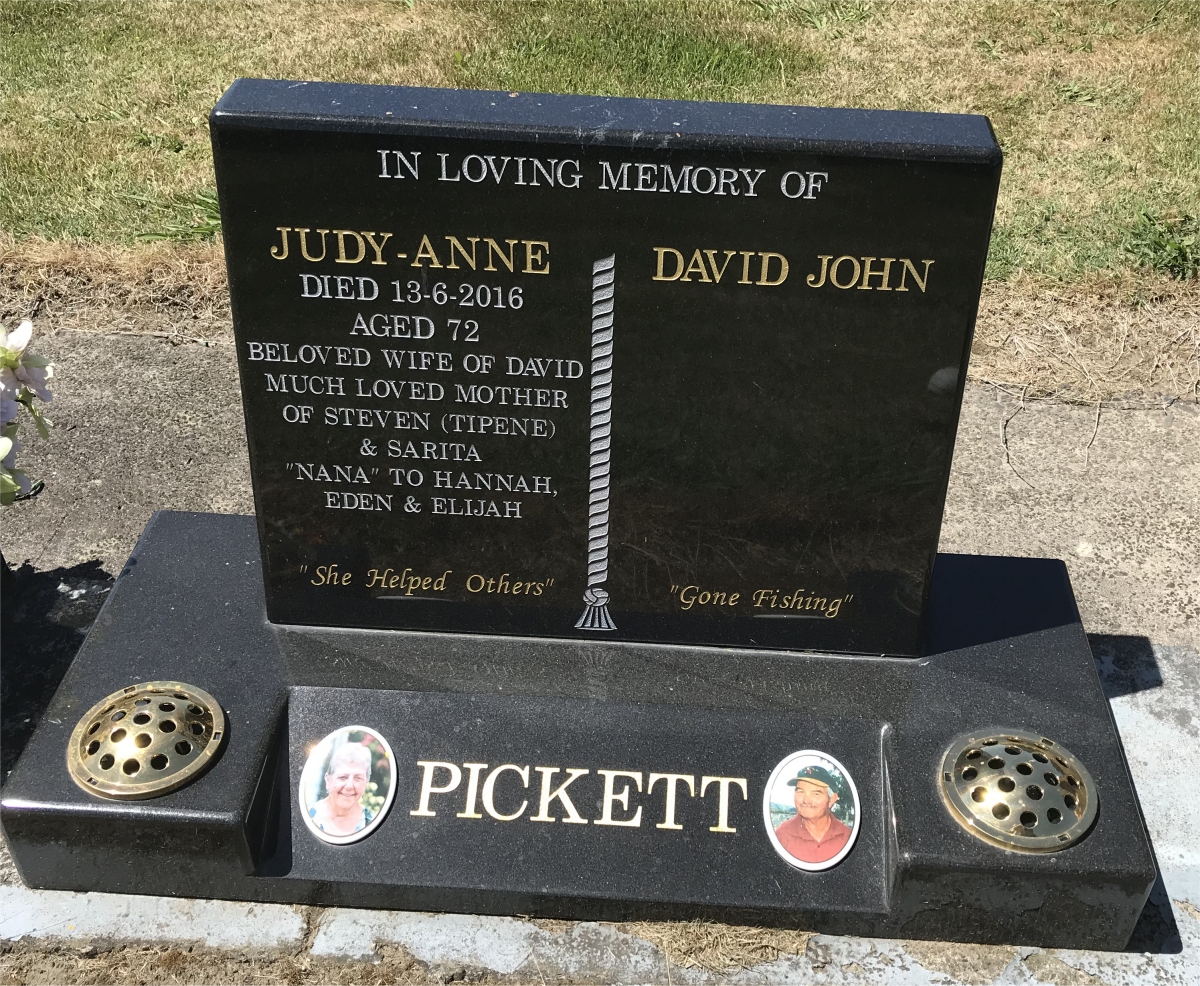 IN LOVING MEMORY OF
JUDY-ANNE
DIED 13-6-2016
AGED 72
BELOVED WIFE OF DAVID
MUCH LOVED MOTHER
OF STEVEN (TIPENE)
& SARITA
"NANA" TO HANNAH,
EDEN & ELIJAH
"She Helped Others"
DAVID JOHN
"Gone Fishing"
PICKETT